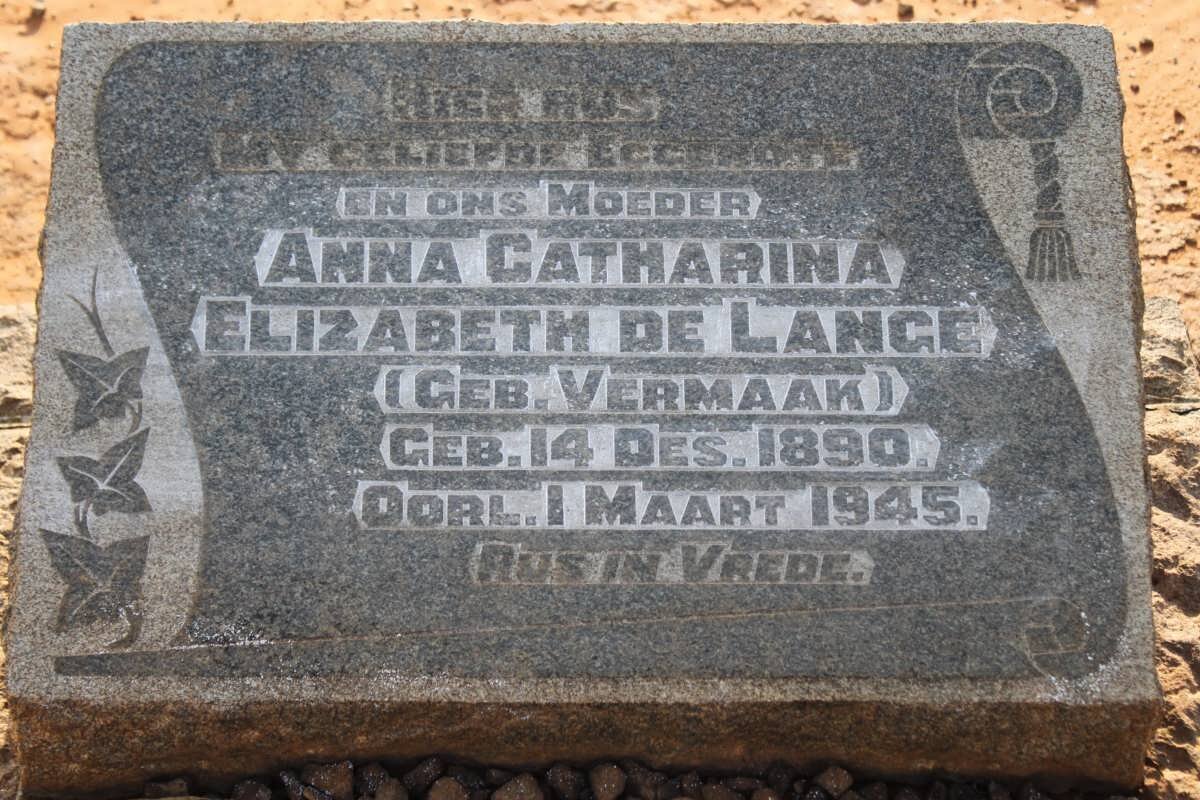 HIER RUS
MY GELIEFDE EGGENOTE
EN ONS MOEDER
ANNA CATHARINA
ELIZABETH DE LANGE
(GEB. VERMAAK)
GEB. 14 DES. 1890.
OORL. 1 MAART 1945.
RUS IN VREDE.